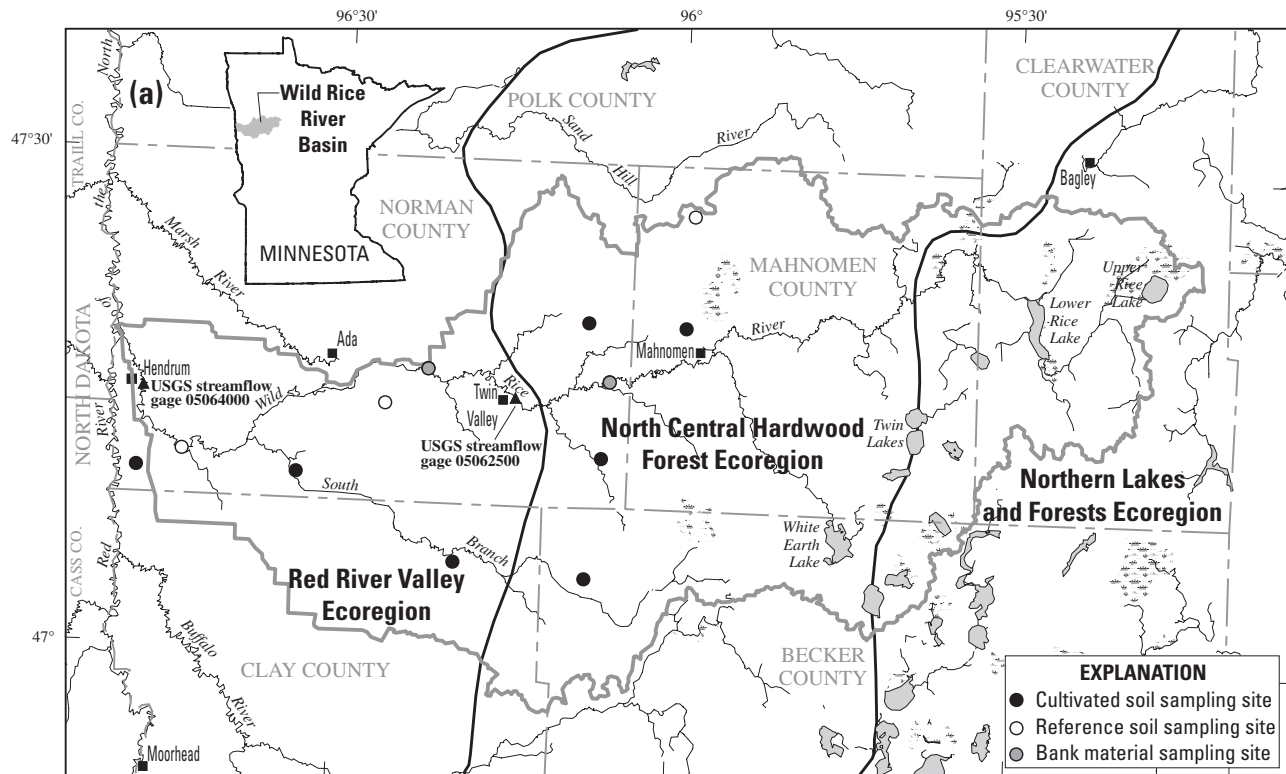 96°30'
96°
95°30'
47°30'
47°
(a)
Wild Rice
River
Basin
MINNESOTA
TRAILL CO.
NORTH DAKOTA
CASS CO.
Red
River
of
the
North
POLK COUNTY
CLEARWATER
COUNTY
NORMAN
COUNTY
MAHNOMEN
COUNTY
CLAY COUNTY
BECKER
COUNTY
Sand
Hill
River
Marsh
River
Bagley
Ada
Hendrum
USGS streamflow
gage 05064000
Wild
Rice
River
Mahnomen
Twin
Valley
USGS streamflow
gage 05062500
Upper
Rice
Lake
Lower
Rice
Lake
Twin
Lakes
White
Earth
Lake
North Central Hardwood
Forest Ecoregion
Northern Lakes
and Forests Ecoregion
Red River Valley
Ecoregion
South
Branch
Buffalo
River
Moorhead
EXPLANATION
Cultivated soil sampling site
Reference soil sampling site
Bank material sampling site